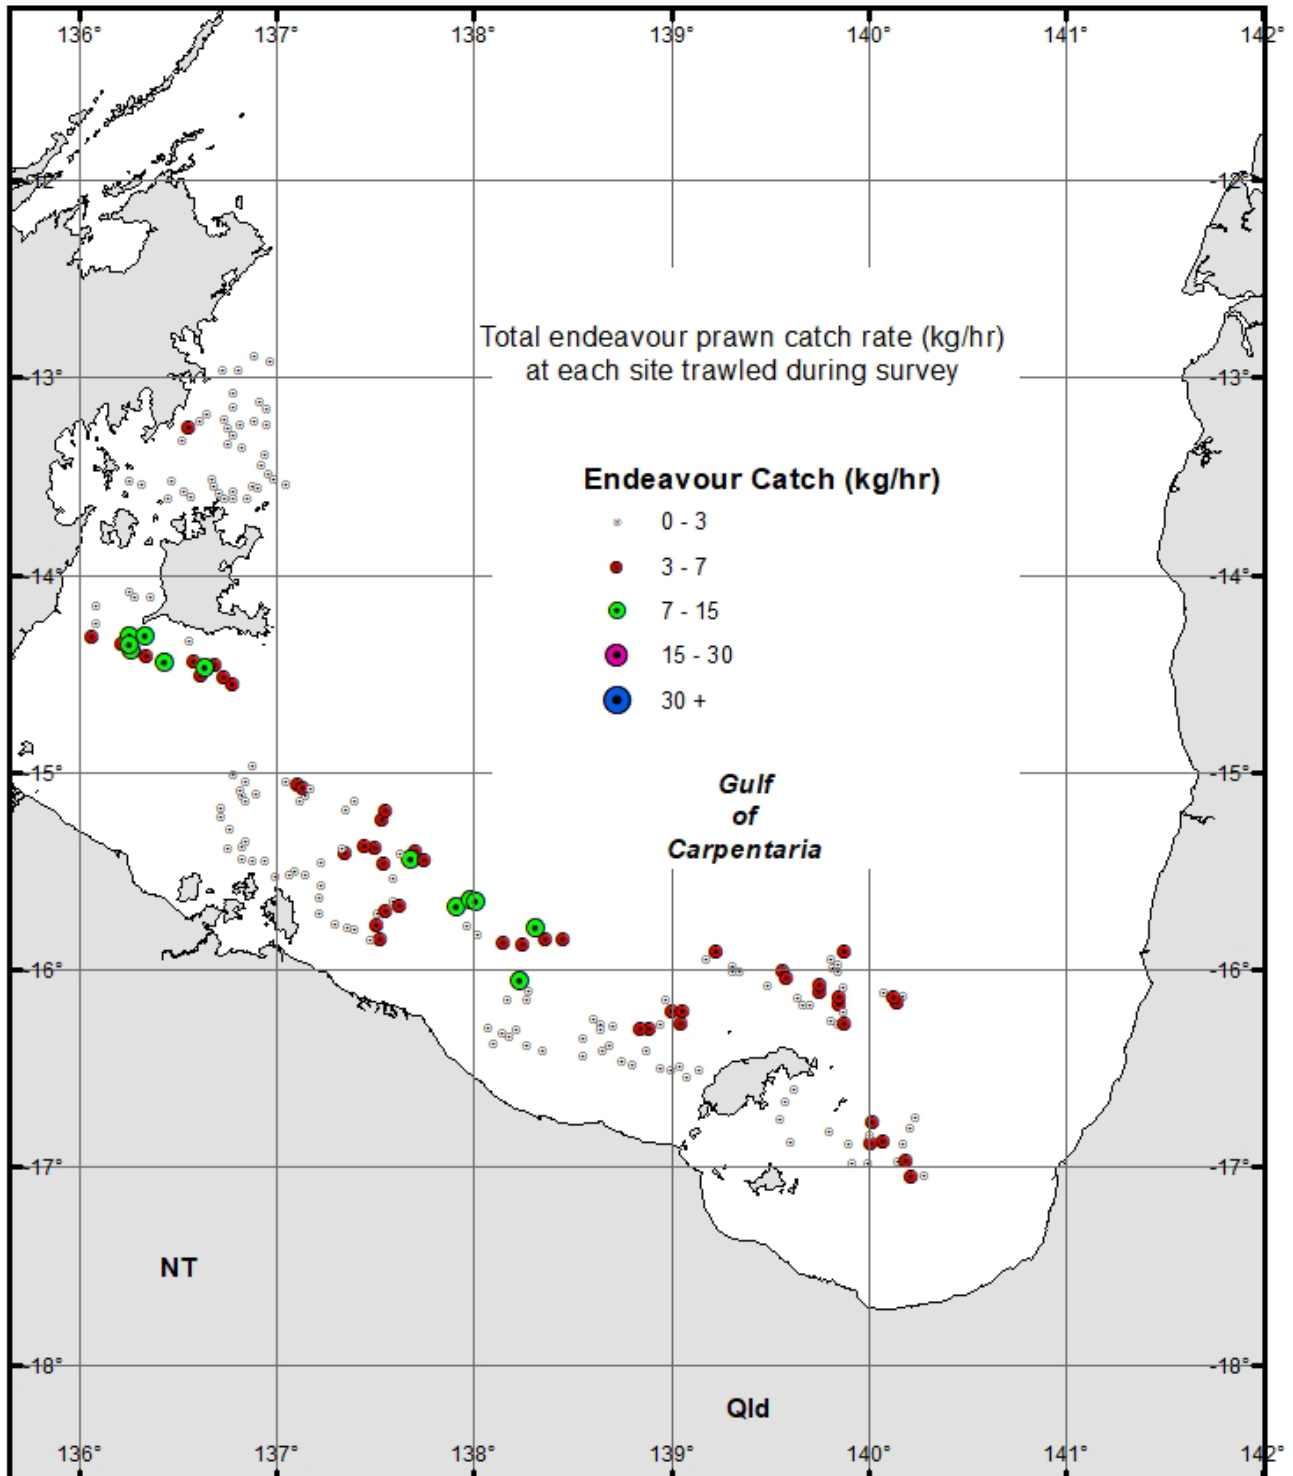 136° 137° 138° 139° 140° 141° 142°
-12° -12°
Total endeavour prawn catch rate (kg/hr)
at each site trawled during survey
-13° -13°
Endeavour Catch (kg/hr)
0 - 3
3 - 7
-14° -14°
7 - 15
15 - 30
30 +
-15° -15°
Gulf
of
Carpentaria
-16° -16°
-17° -17°
NT
-18° -18°
Qld
136° 137° 138° 139° 140° 141° 142°